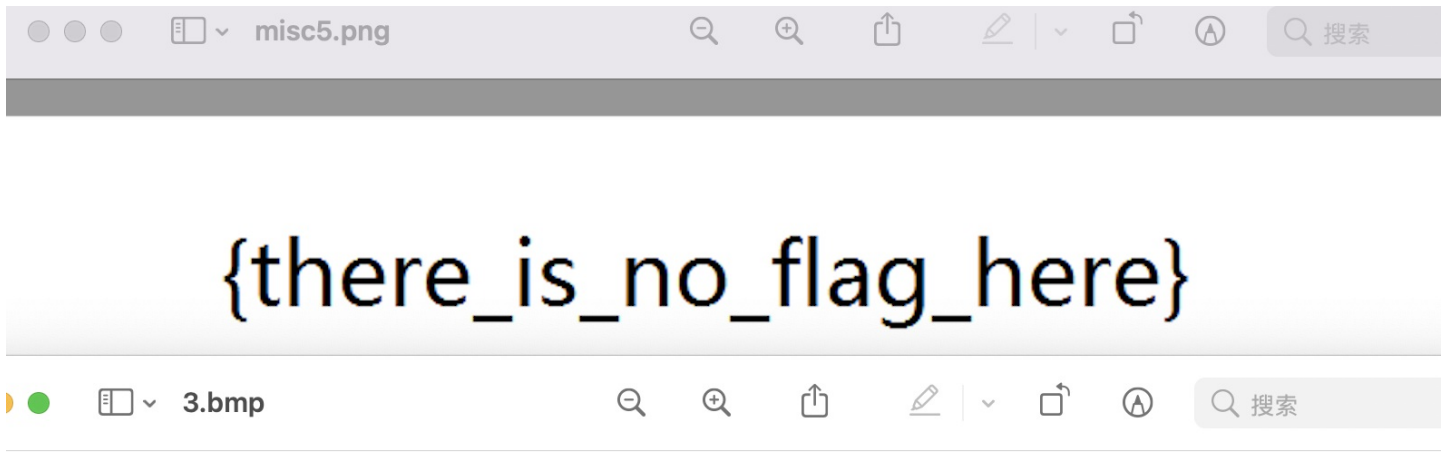 misc5.png 搜索
{there_is_no_flag_here}
3.bmp 搜索